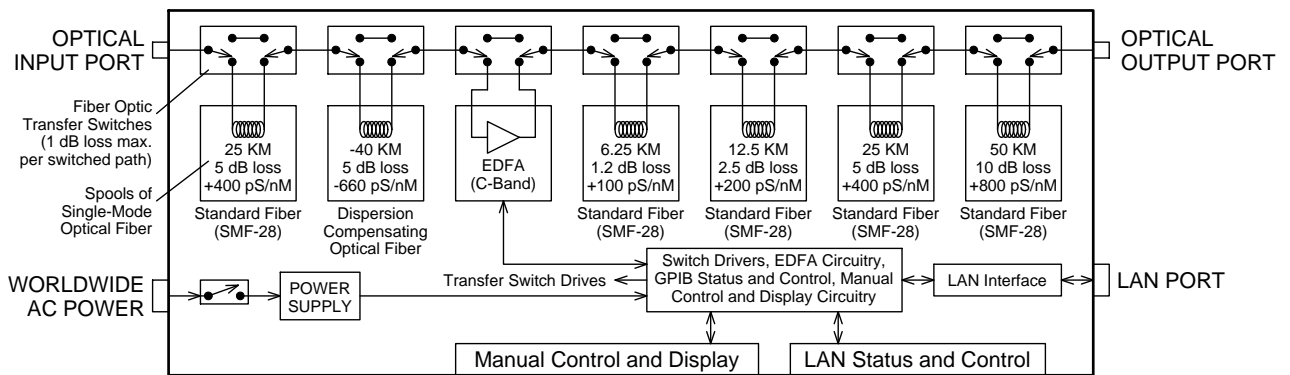 OPTICAL
INPUT PORT
OPTICAL
OUTPUT PORT
Fiber Optic
Transfer Switches
(1 dB loss max.
per switched path)
Spools of
Single-Mode
Optical Fiber
25 KM
5 dB loss
+400 pS/nM
Standard Fiber
(SMF-28)
-40 KM
5 dB loss
-660 pS/nM
Dispersion
Compensating
Optical Fiber
EDFA
(C-Band)
6.25 KM
1.2 dB loss
+100 pS/nM
Standard Fiber
(SMF-28)
12.5 KM
2.5 dB loss
+200 pS/nM
Standard Fiber
(SMF-28)
25 KM
5 dB loss
+400 pS/nM
Standard Fiber
(SMF-28)
50 KM
10 dB loss
+800 pS/nM
Standard Fiber
(SMF-28)
WORLDWIDE
AC POWER
POWER
SUPPLY
Transfer Switch Drives
Switch Drivers, EDFA Circuitry,
GPIB Status and Control, Manual
Control and Display Circuitry
LAN Interface
LAN PORT
Manual Control and Display
LAN Status and Control